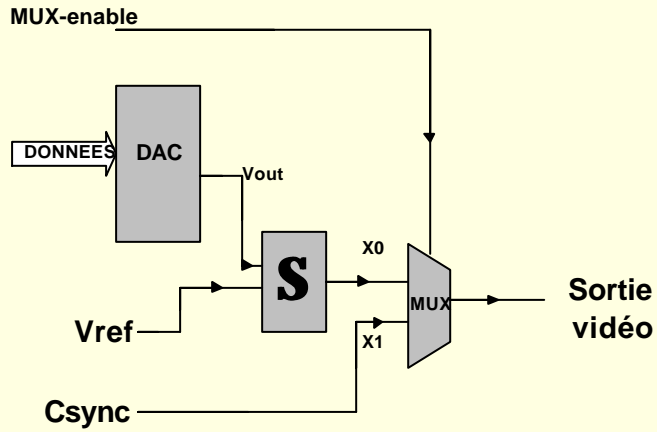 MUX-enable
DONNEES
DAC
Vout
S
X0
MUX
Sortie
vidéo
Vref
X1
Csync